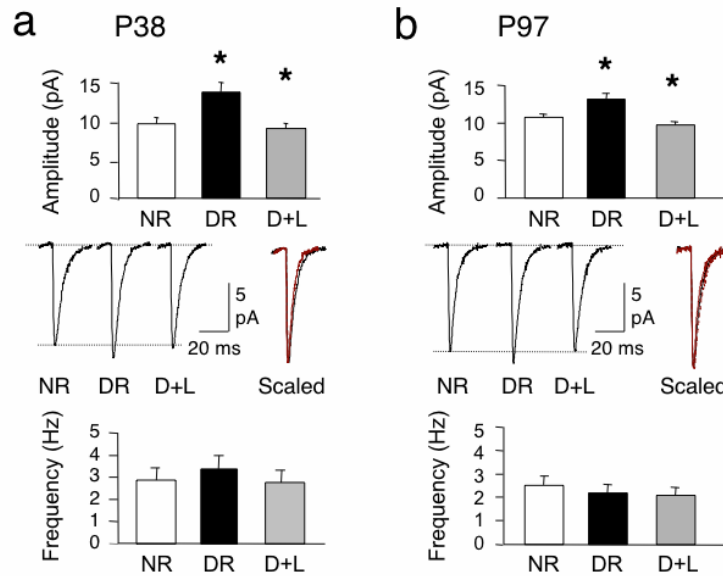 a P38
Amplitude (pA)
15
10
5
0
*
*
NR DR D+L
5
pA
20 ms
NR DR D+L Scaled
Frequency (Hz)
5
4
3
2
1
0
NR DR D+L
b P97
Amplitude (pA)
15
10
5
0
*
*
NR DR D+L
5
pA
20 ms
NR DR D+L Scaled
Frequency (Hz)
5
4
3
2
1
0
NR DR D+L